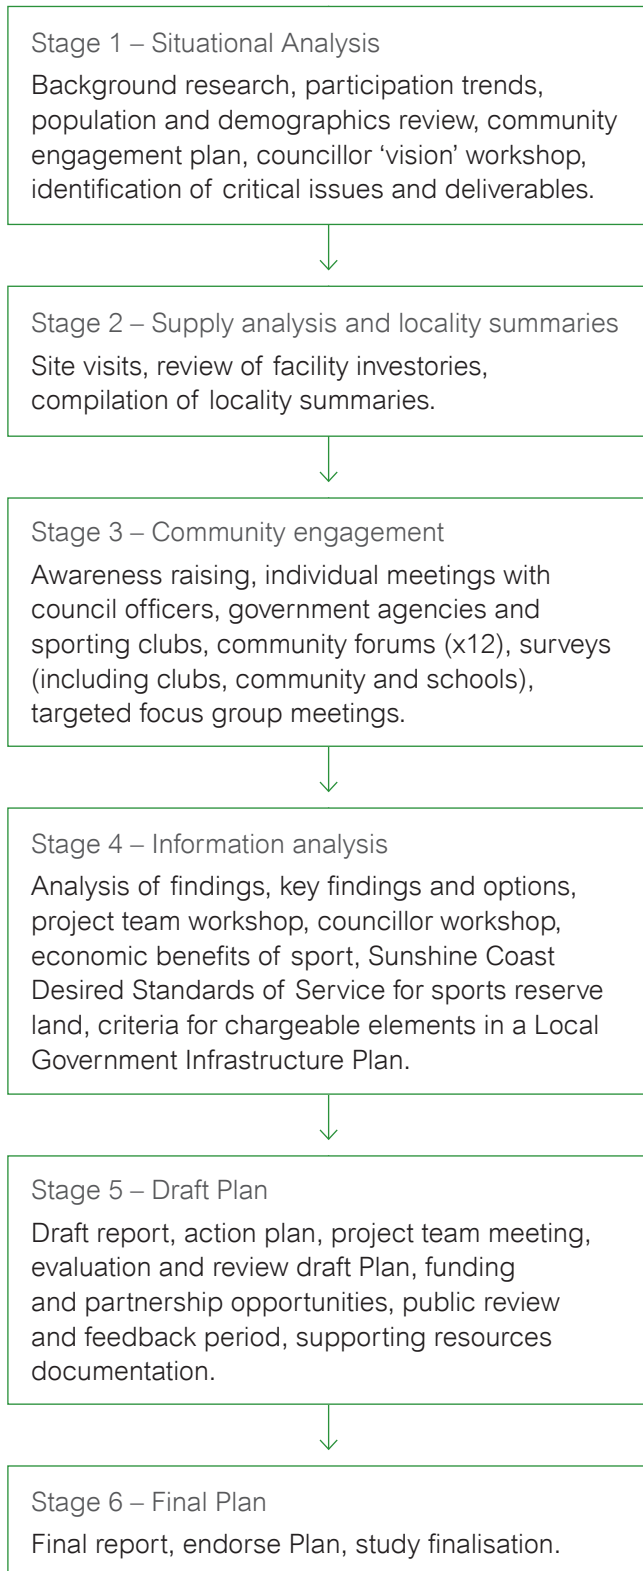 Stage 1 – Situational Analysis
Background research, participation trends,
population and demographics review, community
engagement plan, councillor ‘vision’ workshop,
identification of critical issues and deliverables.
Stage 2 – Supply analysis and locality summaries
Site visits, review of facility investories,
compilation of locality summaries.
Stage 3 – Community engagement
Awareness raising, individual meetings with
council officers, government agencies and
sporting clubs, community forums (x12), surveys
(including clubs, community and schools),
targeted focus group meetings.
Stage 4 – Information analysis
Analysis of findings, key findings and options,
project team workshop, councillor workshop,
economic benefits of sport, Sunshine Coast
Desired Standards of Service for sports reserve
land, criteria for chargeable elements in a Local
Government Infrastructure Plan.
Stage 5 – Draft Plan
Draft report, action plan, project team meeting,
evaluation and review draft Plan, funding
and partnership opportunities, public review
and feedback period, supporting resources
documentation.
Stage 6 – Final Plan
Final report, endorse Plan, study finalisation.